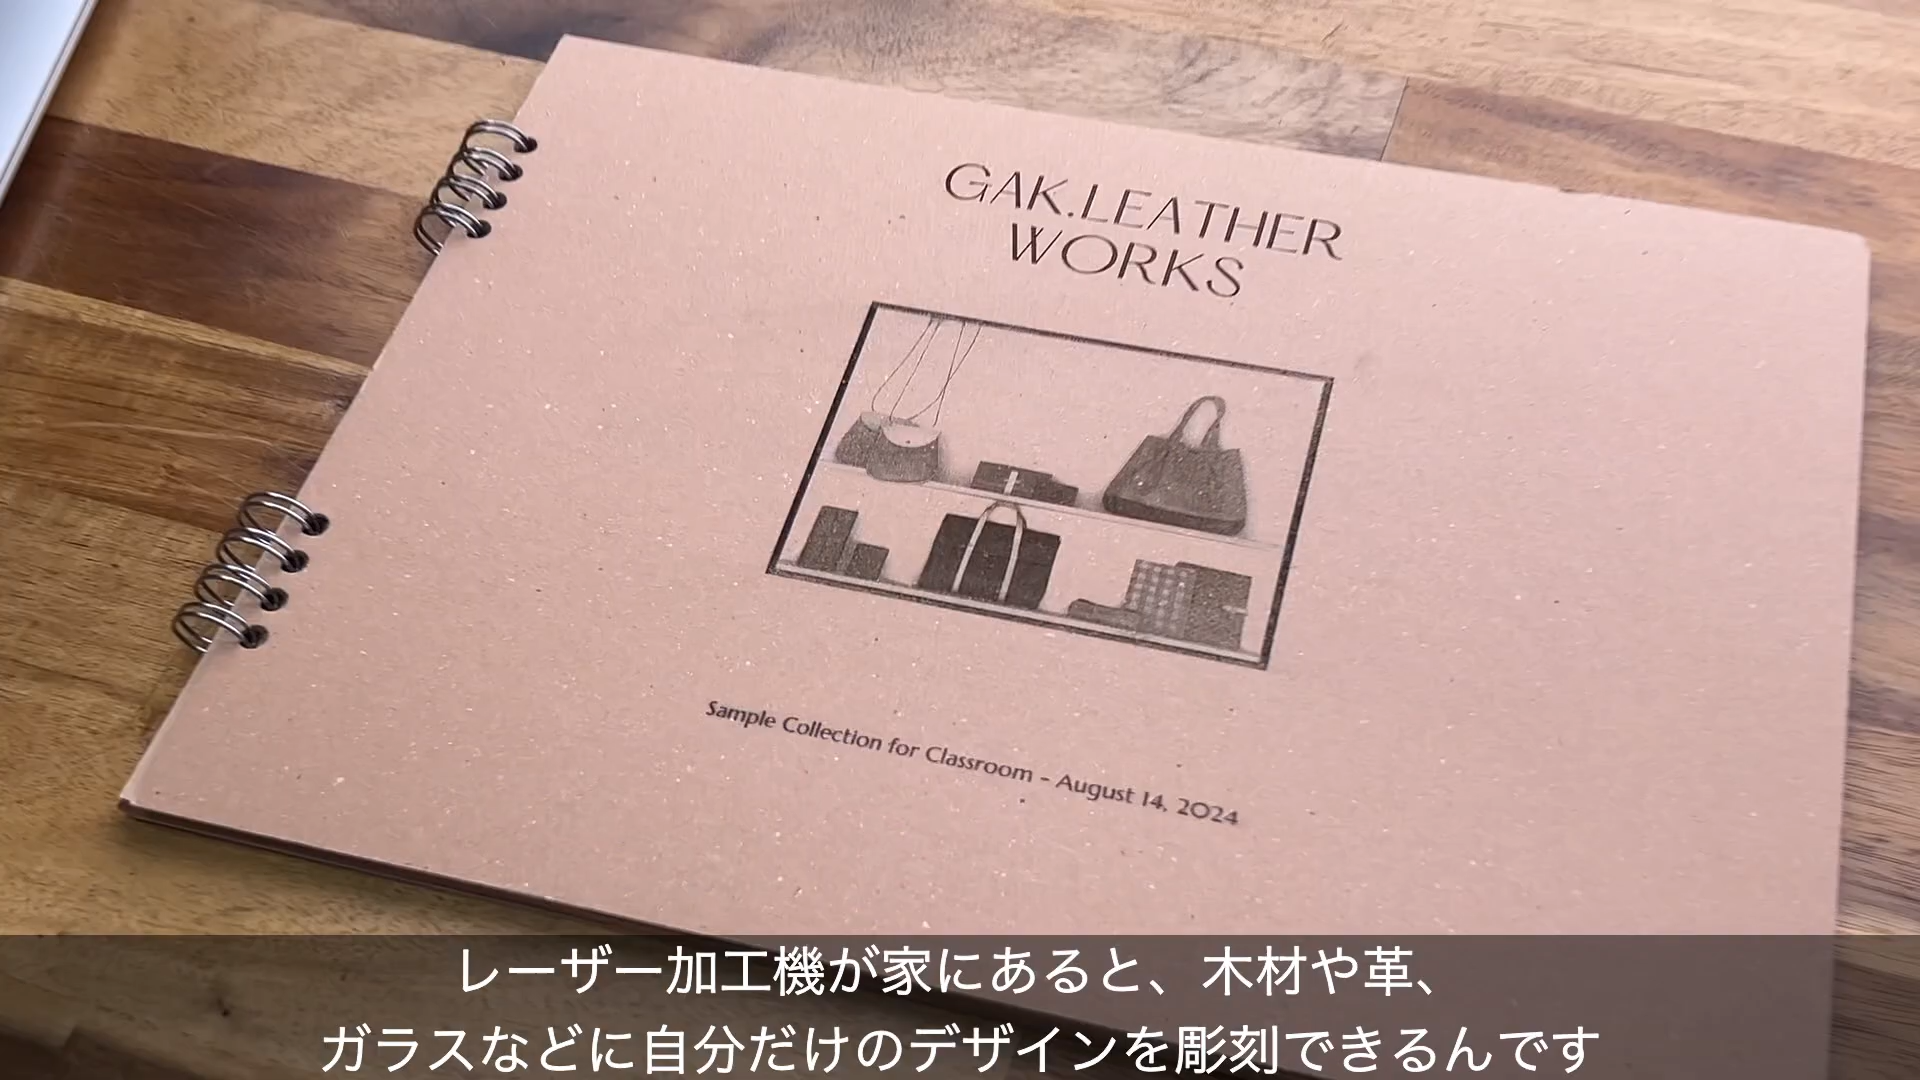 GAK.LEATHER
WORKS
Sample Collection for Classroom - August 14, 2024
レーザー加工機が家にあると、木材や革、
ガラスなどに自分だけのデザインを彫刻できるんです